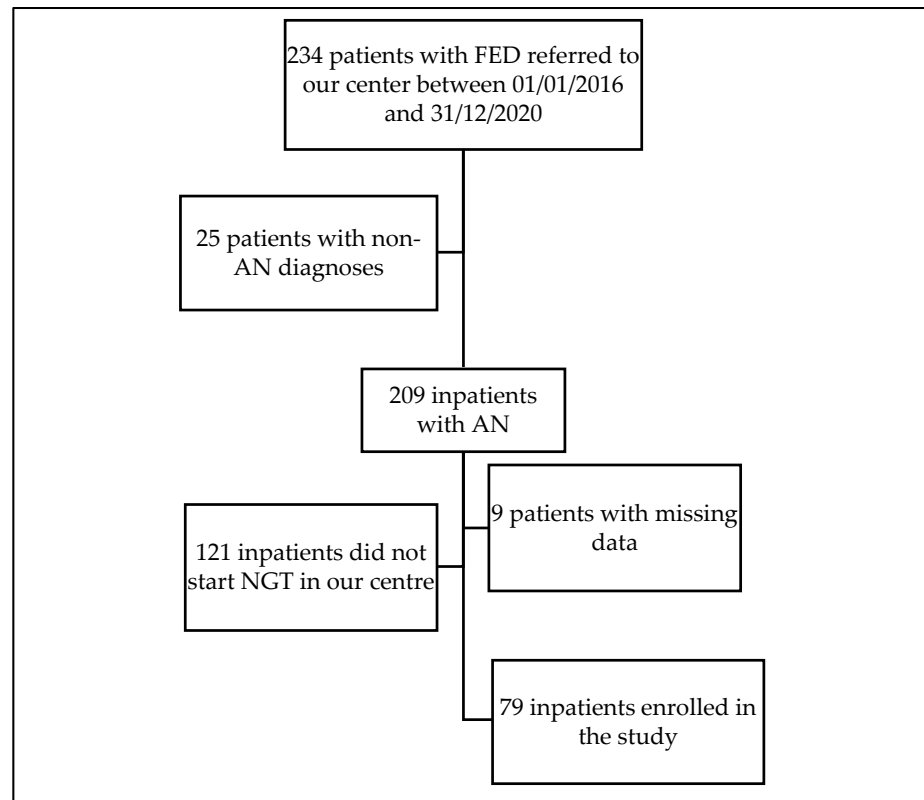 234 patients with FED referred to
our center between 01/01/2016
and 31/12/2020
25 patients with non-
AN diagnoses
209 inpatients
with AN
9 patients with missing
data
121 inpatients did not
start NGT in our centre
79 inpatients enrolled in
the study